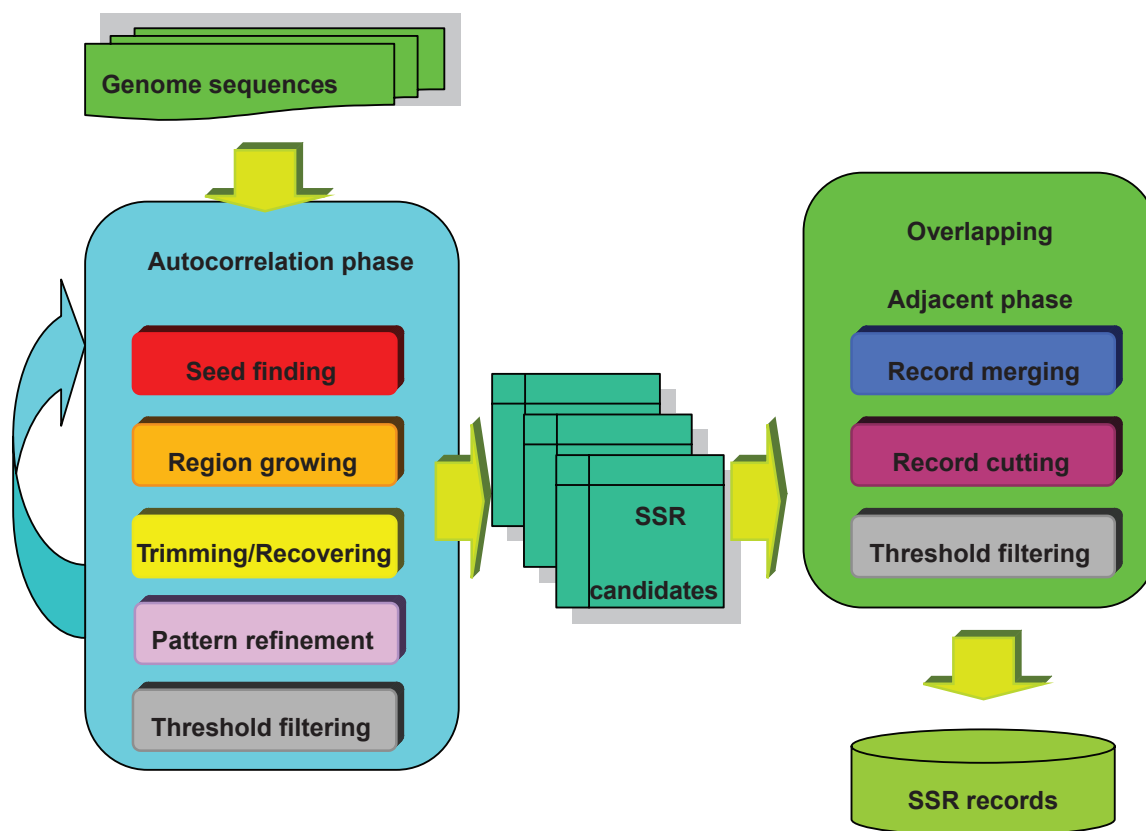 Genome sequences
Autocorrelation phase
Seed finding
Region growing
Trimming/Recovering
Pattern refinement
Threshold filtering
SSR
candidates
Overlapping
Adjacent phase
Record merging
Record cutting
Threshold filtering
SSR records